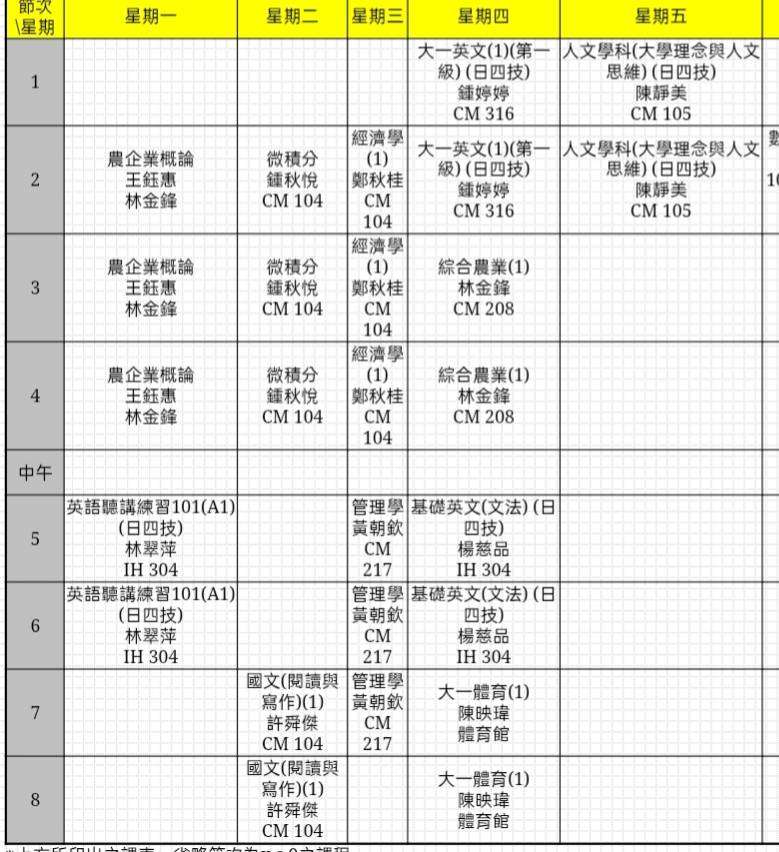 節次
\星期
星期一
星期二
星期三
星期四
星期五
1
大一英文(1)(第一
級) (日四技)
鍾婷婷
CM 316
人文學科(大學理念與人文
思維) (日四技)
陳靜美
CM 105
2
農企業概論
王鈺惠
林金鋒
微積分
鍾秋悅
CM 104
經濟學
(1)
鄭秋桂
CM
104
大一英文(1)(第一
級) (日四技)
鍾婷婷
CM 316
人文學科(大學理念與人文
思維) (日四技)
陳靜美
CM 105
3
農企業概論
王鈺惠
林金鋒
微積分
鍾秋悅
CM 104
經濟學
(1)
鄭秋桂
CM
104
綜合農業(1)
林金鋒
CM 208
4
農企業概論
王鈺惠
林金鋒
微積分
鍾秋悅
CM 104
經濟學
(1)
鄭秋桂
CM
104
綜合農業(1)
林金鋒
CM 208
中午
5
英語聽講練習101(A1)
(日四技)
林翠萍
IH 304
管理學
黃朝欽
CM
217
基礎英文(文法) (日
四技)
楊慈品
IH 304
6
英語聽講練習101(A1)
(日四技)
林翠萍
IH 304
管理學
黃朝欽
CM
217
基礎英文(文法) (日
四技)
楊慈品
IH 304
7
國文(閱讀與
寫作)(1)
許舜傑
CM 104
管理學
黃朝欽
CM
217
大一體育(1)
陳映瑋
體育館
8
國文(閱讀與
寫作)(1)
許舜傑
CM 104
大一體育(1)
陳映瑋
體育館